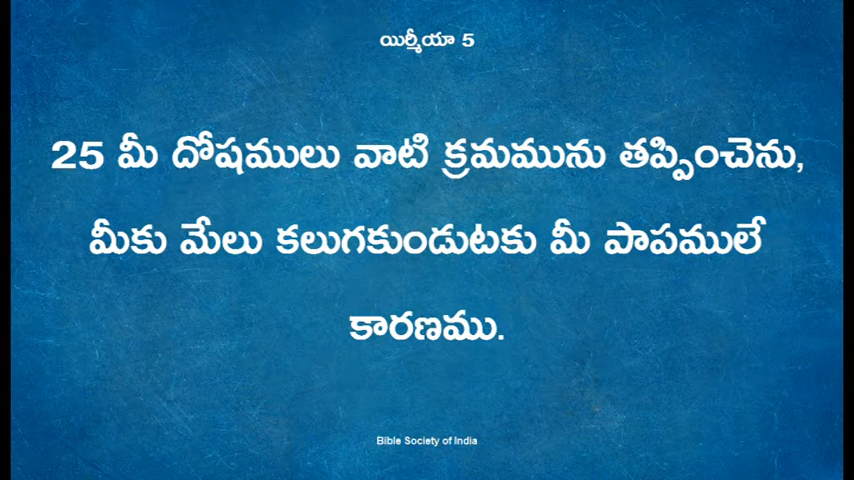 యిర్మీయా 5
25 మీ దోషములు వాటి క్రమమును తప్పించెను,
మీకు మేలు కలుగకుండుటకు మీ పాపములే
కారణము.
Bible Society of India